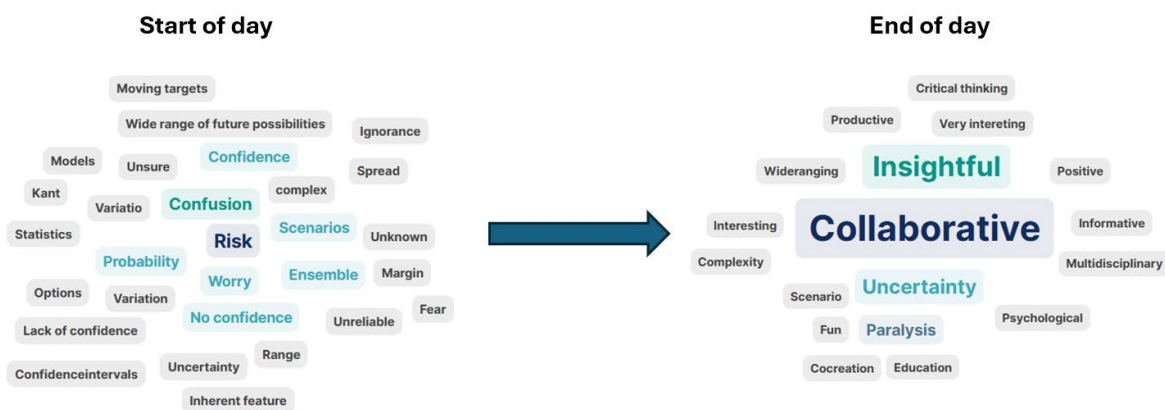 Start of day
End of day
Moving targets
Wide range of future possibilities
Ignorance
Models
Unsure
Confidence
Spread
Kant
complex
Variatio
Confusion
Statistics
Risk
Scenarios
Unknown
Probability
Worry
Ensemble
Margin
Options
Variation
Fear
Lack of confidence
No confidence
Unreliable
Range
Confidenceintervals
Uncertainty
Inherent feature
Critical thinking
Productive
Very intereting
Wideranging
Insightful
Positive
Interesting
Collaborative
Informative
Complexity
Multidisciplinary
Scenario
Uncertainty
Psychological
Fun
Paralysis
Cocreation
Education